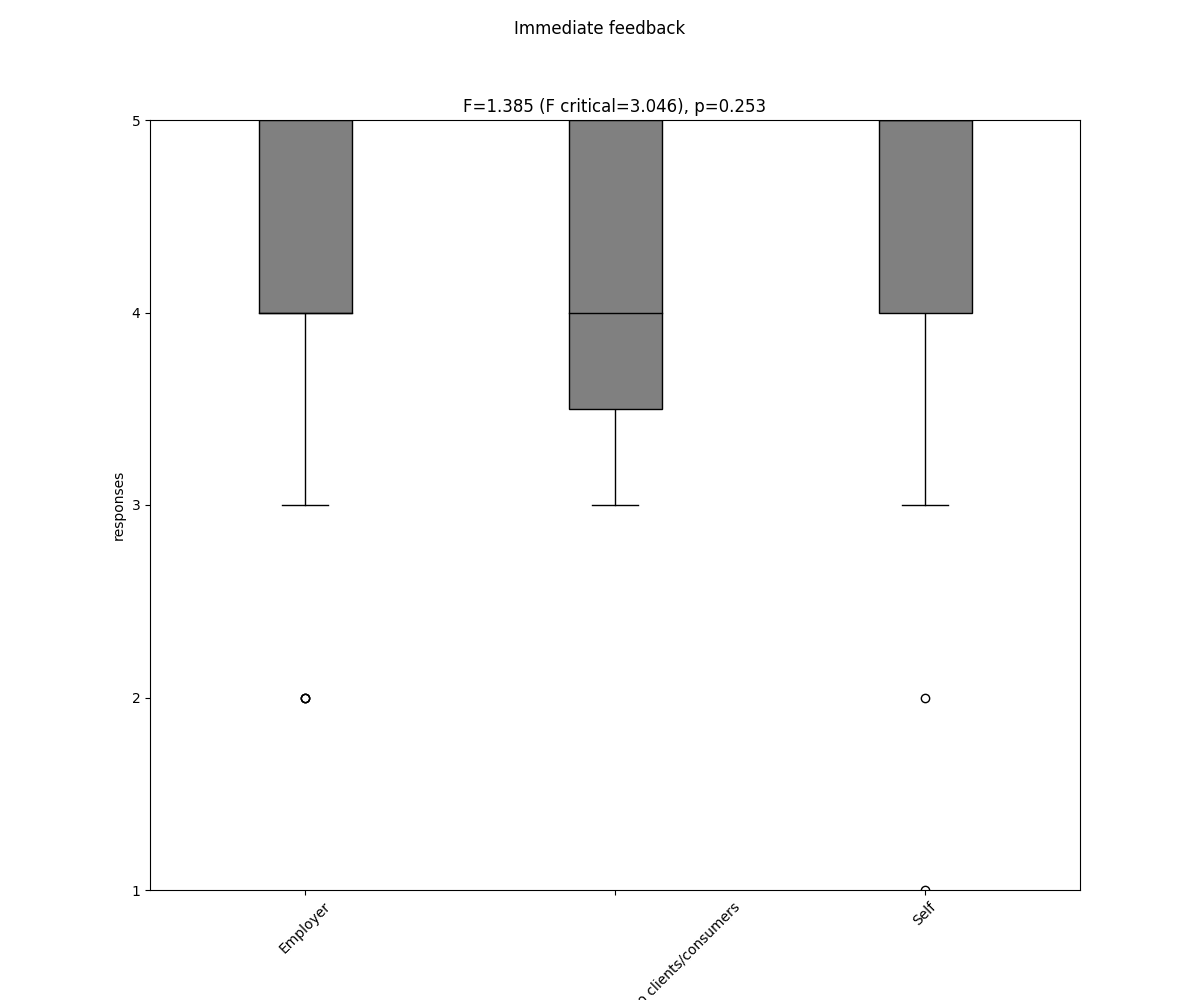 Immediate feedback
F=1.385 (F critical=3.046), p=0.253
5
4
3
2
1
responses
Employer
clients/consumers
Self